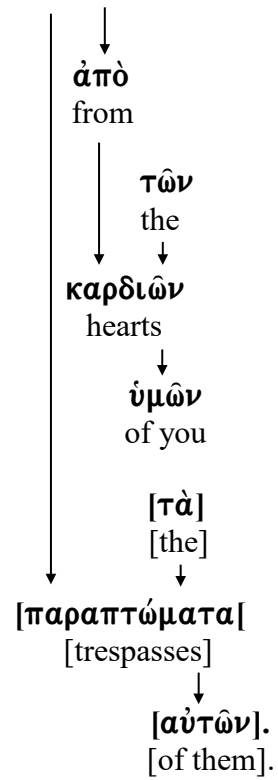 ἀπὸ
from
τῶν
the
καρδιῶν
hearts
ὑμῶν
of you
[τὰ]
[the]
[παραπτώματα[
[trespasses]
[αὐτῶν].
[of them].